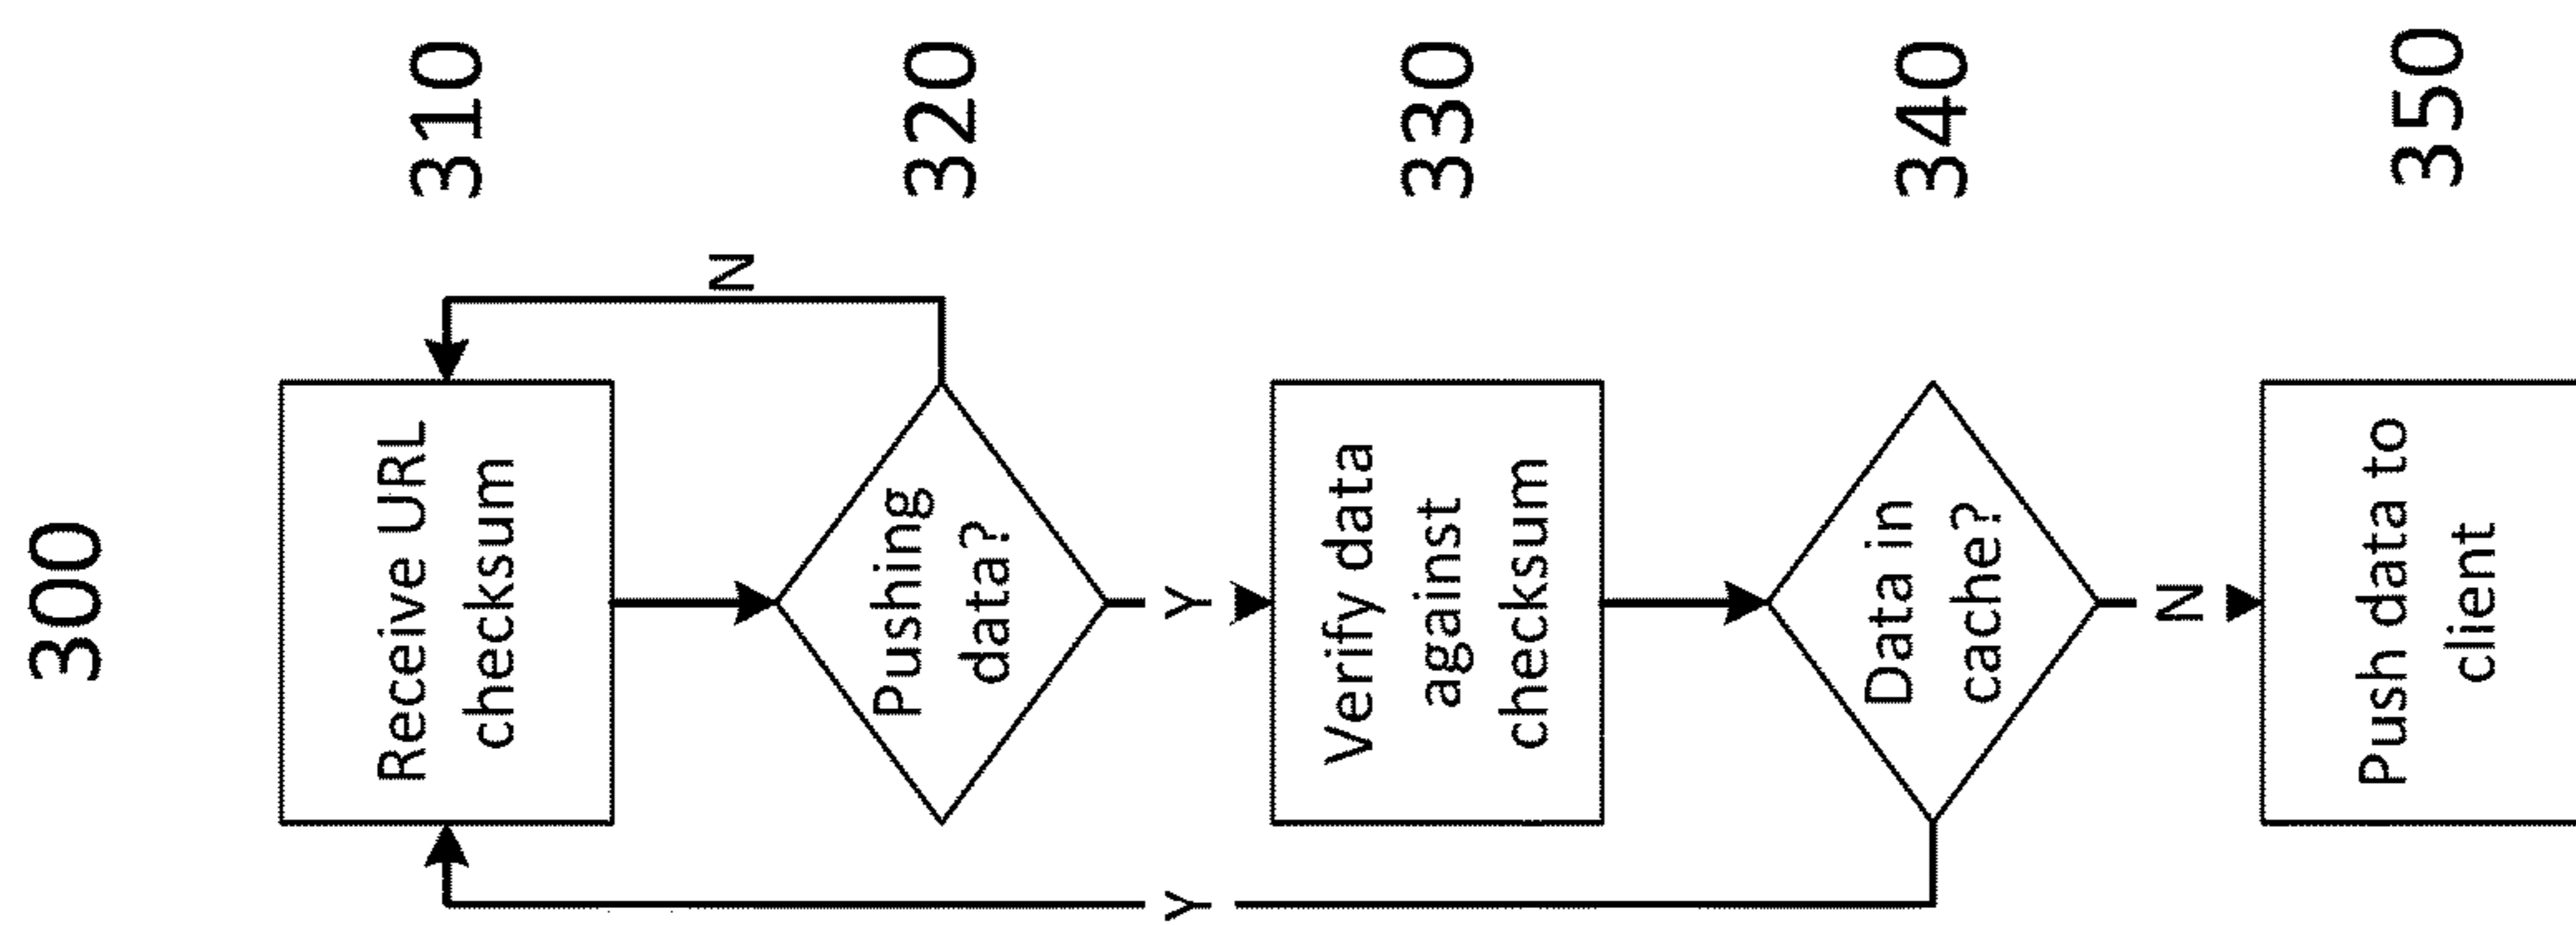 300
Receive URL
checksum
310
N
Pushing
data?
320
Y
Verify data
against
checksum
330
Y
Data in
cache?
340
N
Push data to
client
350